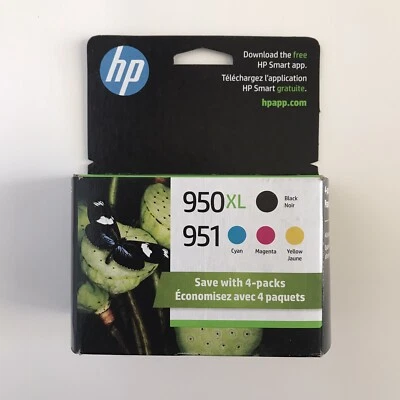 hp
Download the free
HP Smart app.
Téléchargez l'application
HP Smart gratuite.
hpapp.com
950XL
Black
Noir
951
Cyan
Magenta
Yellow
Jaune
Save with 4-packs
Économisez avec 4 paquets